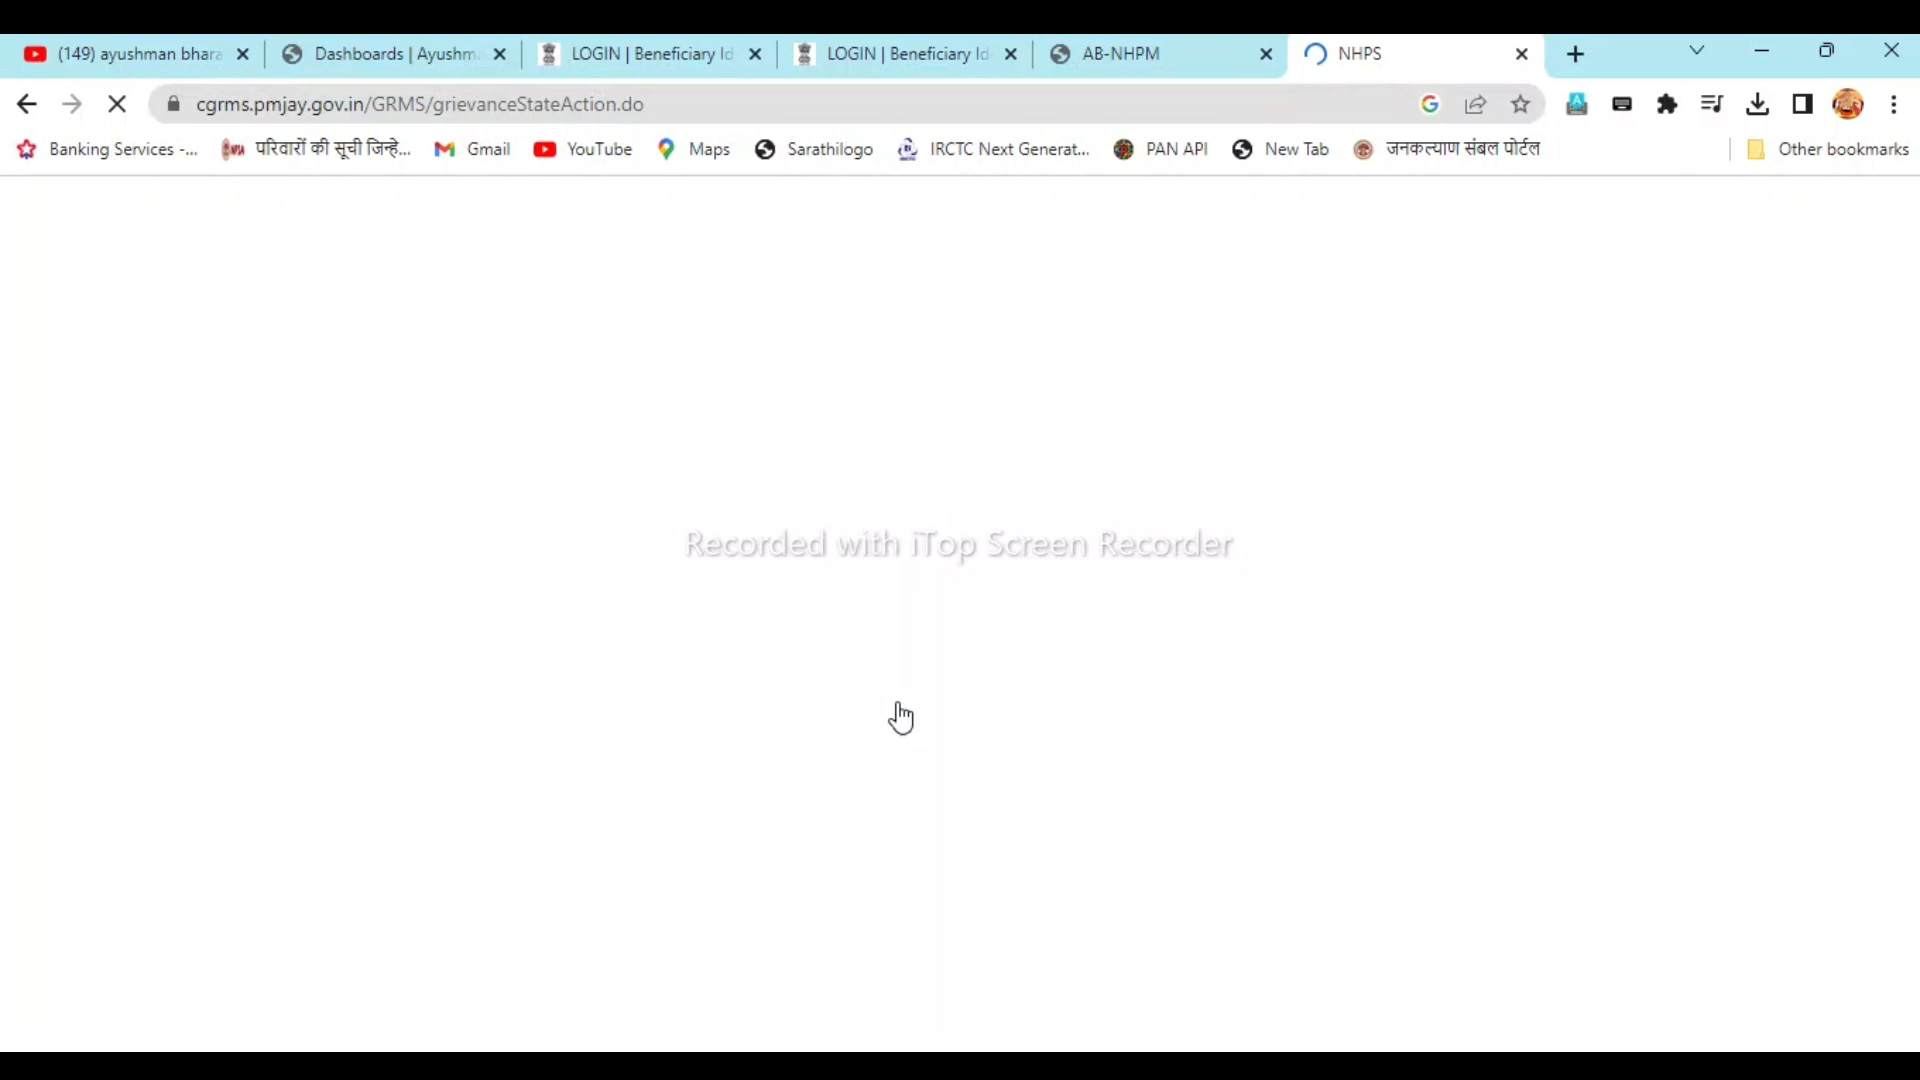 (149) ayushman bhara
Dashboards | Ayushm
LOGIN | Beneficiary Id
LOGIN | Beneficiary Id
AB-NHPM
NHPS
cgrms.pmjay.gov.in/GRMS/grievanceStateAction.do
Banking Services -...
परिवारों की सूची जिन्हे...
Gmail
YouTube
Maps
Sarathilogo
IRCTC Next Generat...
PAN API
New Tab
जनकल्याण संबल पोर्टल
Other bookmarks
Recorded with iTop Screen Recorder